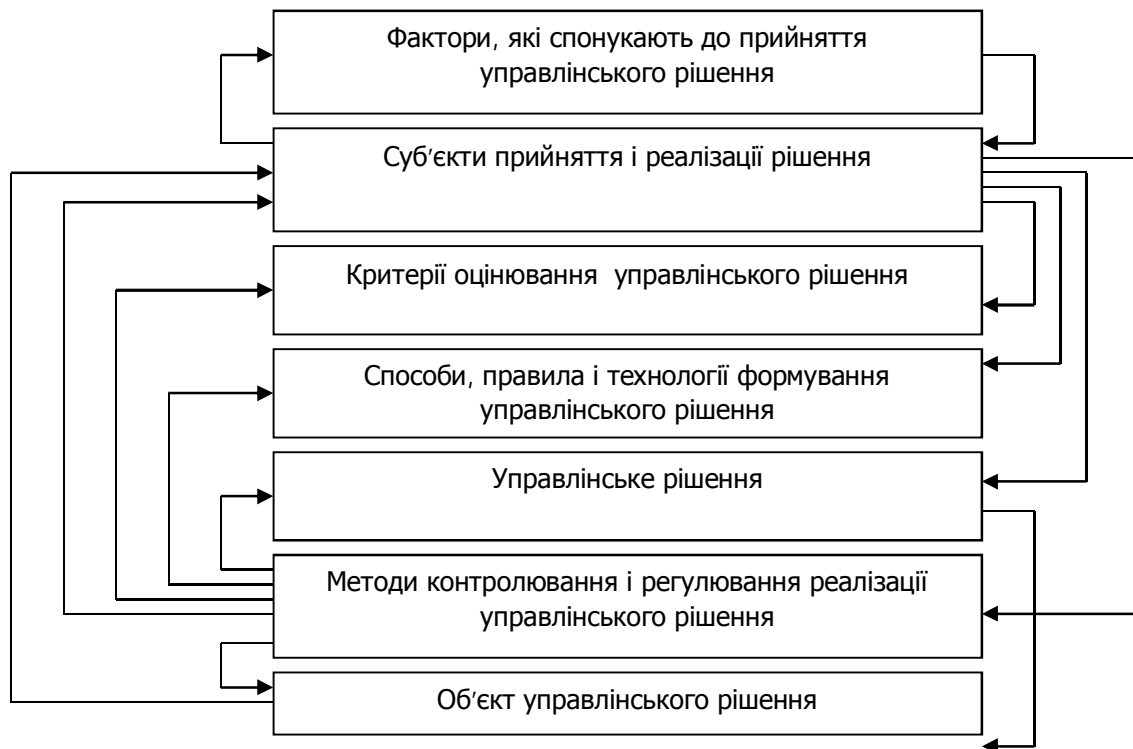 Фактори, які спонукають до прийняття
управлінського рішення
Суб'єкти прийняття і реалізації рішення
Критерії оцінювання  управлінського рішення
Способи, правила і технології формування
управлінського рішення
Управлінське рішення
Методи контролювання і регулювання реалізації
управлінського рішення
Об'єкт управлінського рішення